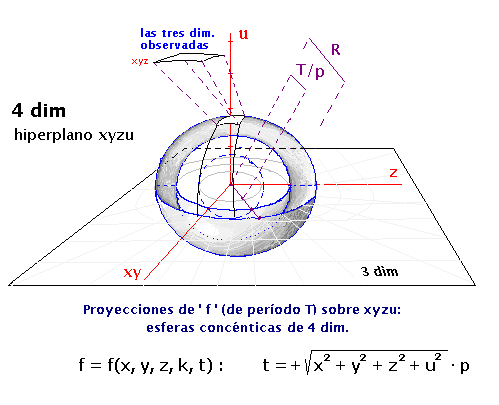 las tres dim.
observadas
u
xyz
R
T/p
4 dim
hiperplano xyzu
z
xy
3 dim
Proyecciones de ' f ' (de período T) sobre xyzu:
esferas concénticas de 4 dim.
f = f(x, y, z, k, t) : t = +√x² + y² + z² + u² · p